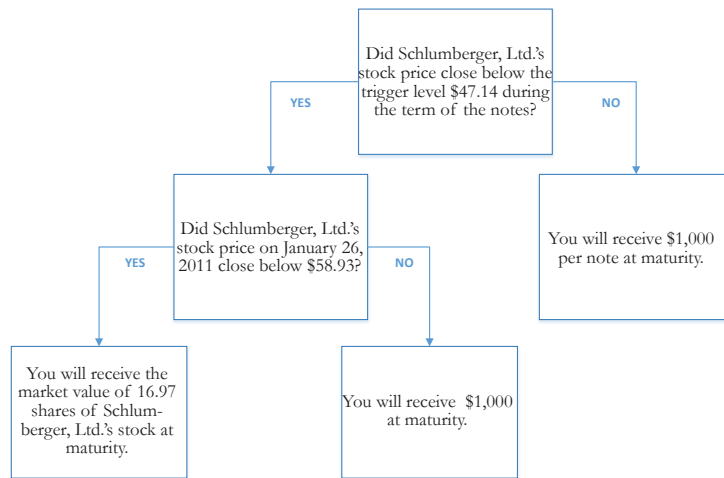 Did Schlumberger, Ltd.'s
stock price close below the
trigger level $47.14 during
the term of the notes?
YES
NO
Did Schlumberger, Ltd.'s
stock price on January 26,
2011 close below $58.93?
You will receive $1,000
per note at maturity.
YES
NO
You will receive the
market value of 16.97
shares of Schlum-
berger, Ltd.'s stock at
maturity.
You will receive $1,000
at maturity.